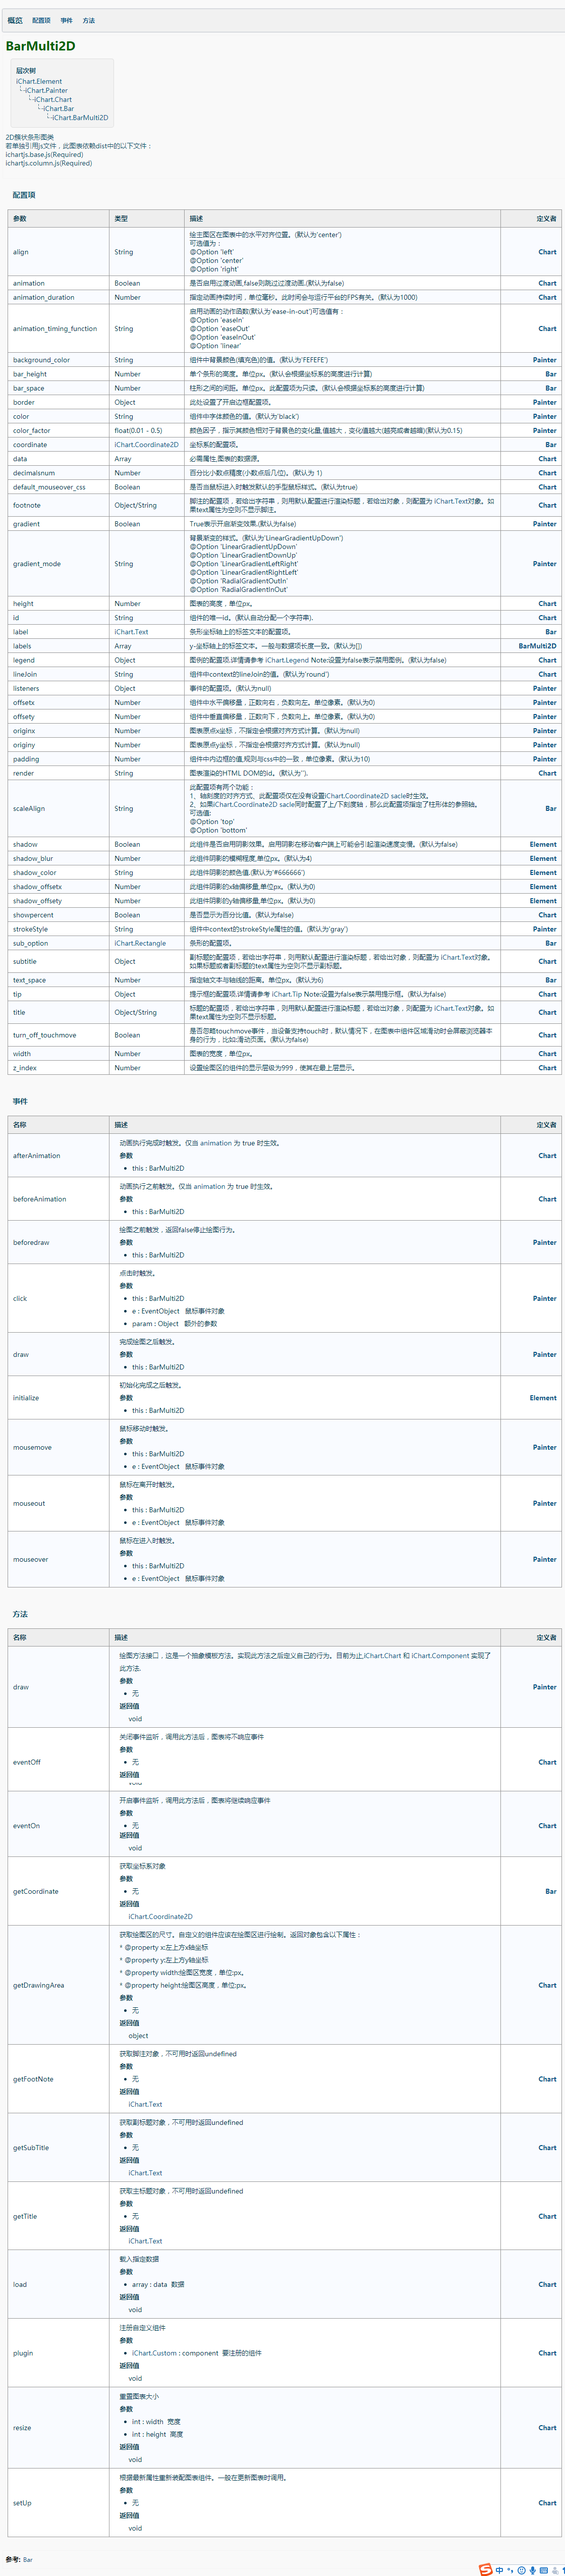 概览 配置项 事件 方法
BarMulti2D
层次树
iChart.Element
iChart.Painter
iChart.Chart
iChart.Bar
iChart.BarMulti2D
2D簇状条形图类
若单独引用js文件，此图表依赖dist中的以下文件：
ichartjs.base.js(Required)
ichartjs.column.js(Required)
配置项
参数 类型 描述 定义者
align String 绘主图区在图表中的水平对齐位置。(默认为'center') Chart
可选值为：
@Option 'left'
@Option 'center'
@Option 'right'
animation Boolean 是否启用过渡动画,false则跳过过渡动画.(默认为false) Chart
animation_duration Number 指定动画持续时间，单位毫秒。此时间会与运行平台的FPS有关。(默认为1000) Chart
animation_timing_function String 启用动画的动作函数(默认为'ease-in-out')可选值有： Chart
@Option 'easeIn'
@Option 'easeOut'
@Option 'easeInOut'
@Option 'linear'
background_color String 组件中背景颜色(填充色)的值。(默认为'FEFEFE') Painter
bar_height Number 单个条形的高度。单位px。(默认会根据坐标系的高度进行计算) Bar
bar_space Number 柱形之间的间距。单位px。此配置项为只读。(默认会根据坐标系的高度进行计算) Bar
border Object 此处设置了开启边框配置项。 Painter
color String 组件中字体颜色的值。(默认为'black') Painter
color_factor float(0.01 - 0.5) 颜色因子，指示其颜色相对于背景色的变化量,值越大，变化值越大(越亮或者越暗)(默认为0.15) Painter
coordinate iChart.Coordinate2D 坐标系的配置项。 Bar
data Array 必需属性,图表的数据源。 Chart
decimalsnum Number 百分比小数点精度(小数点后几位)。(默认为 1) Chart
default_mouseover_css Boolean 是否当鼠标进入时触发默认的手型鼠标样式。(默认为true) Chart
footnote Object/String 脚注的配置项，若给出字符串，则用默认配置进行渲染标题，若给出对象，则配置为 iChart.Text对象。如 Chart
果text属性为空则不显示脚注。
gradient Boolean True表示开启渐变效果.(默认为false) Painter
gradient_mode String 背景渐变的样式。(默认为'LinearGradientUpDown') Painter
@Option 'LinearGradientUpDown'
@Option 'LinearGradientDownUp'
@Option 'LinearGradientLeftRight'
@Option 'LinearGradientRightLeft'
@Option 'RadialGradientOutIn'
@Option 'RadialGradientInOut'
height Number 图表的高度，单位px。 Chart
id String 组件的唯一id。(默认自动分配一个字符串). Chart
label iChart.Text 条形坐标轴上的标签文本的配置项。 Bar
labels Array y-坐标轴上的标签文本。一般与数据项长度一致。(默认为[]) BarMulti2D
legend Object 图例的配置项,详情请参考 iChart.Legend Note:设置为false表示禁用图例。(默认为false) Chart
lineJoin String 组件中context的lineJoin的值。(默认为'round') Chart
listeners Object 事件的配置项。(默认为null) Painter
offsetx Number 组件中水平偏移量，正数向右，负数向左。单位像素。(默认为0) Painter
offsety Number 组件中垂直偏移量，正数向下，负数向上。单位像素。(默认为0) Painter
originx Number 图表原点x坐标，不指定会根据对齐方式计算。(默认为null) Painter
originy Number 图表原点y坐标，不指定会根据对齐方式计算。(默认为null) Painter
padding Number 组件中内边框的值,规则与css中的一致，单位像素。(默认为10) Painter
render String 图表渲染的HTML DOM的id。(默认为''). Chart
scaleAlign String 此配置项有两个功能： Bar
1、轴刻度的对齐方式、此配置项仅在没有设置iChart.Coordinate2D sacle时生效。
2、如果iChart.Coordinate2D sacle同时配置了上/下刻度轴，那么此配置项指定了柱形体的参照轴。
可选值:
@Option 'top'
@Option 'bottom'
shadow Boolean 此组件是否启用阴影效果。启用阴影在移动客户端上可能会引起渲染速度变慢。(默认为false) Element
shadow_blur Number 此组件阴影的模糊程度,单位px。(默认为4) Element
shadow_color String 此组件阴影的颜色值.(默认为'#666666') Element
shadow_offsetx Number 此组件阴影的x轴偏移量,单位px。(默认为0) Element
shadow_offsety Number 此组件阴影的y轴偏移量,单位px。(默认为0) Element
showpercent Boolean 是否显示为百分比值。(默认为false) Chart
strokeStyle String 组件中context的strokeStyle属性的值。(默认为'gray') Painter
sub_option iChart.Rectangle 条形的配置项。 Bar
subtitle Object 副标题的配置项，若给出字符串，则用默认配置进行渲染标题，若给出对象，则配置为 iChart.Text对象。 Chart
如果标题或者副标题的text属性为空则不显示副标题。
text_space Number 指定轴文本与轴线的距离。单位px。(默认为6) Bar
tip Object 提示框的配置项,详情请参考 iChart.Tip Note:设置为false表示禁用提示框。(默认为false) Chart
title Object/String 标题的配置项，若给出字符串，则用默认配置进行渲染标题，若给出对象，则配置为 iChart.Text对象。如 Chart
果text属性为空则不显示标题。
turn_off_touchmove Boolean 是否忽略touchmove事件，当设备支持touch时，默认情况下，在图表中组件区域滑动时会屏蔽浏览器本 Chart
身的行为，比如:滑动页面。(默认为false)
width Number 图表的宽度，单位px。 Chart
z_index Number 设置绘图区的组件的显示层级为999，使其在最上层显示。 Chart
事件
名称 描述 定义者
afterAnimation 动画执行完成时触发。仅当 animation 为 true 时生效。 Chart
参数
this : BarMulti2D
beforeAnimation 动画执行之前触发。仅当 animation 为 true 时生效。 Chart
参数
this : BarMulti2D
beforedraw 绘图之前触发，返回false停止绘图行为。 Painter
参数
this : BarMulti2D
click 点击时触发。 Painter
参数
this : BarMulti2D
e : EventObject 鼠标事件对象
param : Object 额外的参数
draw 完成绘图之后触发。 Painter
参数
this : BarMulti2D
initialize 初始化完成之后触发。 Element
参数
this : BarMulti2D
mousemove 鼠标移动时触发。 Painter
参数
this : BarMulti2D
e : EventObject 鼠标事件对象
mouseout 鼠标在离开时触发。 Painter
参数
this : BarMulti2D
e : EventObject 鼠标事件对象
mouseover 鼠标在进入时触发。 Painter
参数
this : BarMulti2D
e : EventObject 鼠标事件对象
方法
名称 描述 定义者
draw 绘图方法接口，这是一个抽象模板方法。实现此方法之后定义自己的行为。目前为止,iChart.Chart 和 iChart.Component 实现了 Painter
此方法.
参数
无
返回值
void
eventOff 关闭事件监听，调用此方法后，图表将不响应事件 Chart
参数
无
返回值
void
eventOn 开启事件监听，调用此方法后，图表将继续响应事件 Chart
参数
无
返回值
void
getCoordinate 获取坐标系对象 Bar
参数
无
返回值
iChart.Coordinate2D
getDrawingArea 获取绘图区的尺寸。自定义的组件应该在绘图区进行绘制。返回对象包含以下属性： Chart
* @property x:左上方x轴坐标
* @property y:左上方y轴坐标
* @property width:绘图区宽度，单位:px。
* @property height:绘图区高度，单位:px。
参数
无
返回值
object
getFootNote 获取脚注对象，不可用时返回undefined Chart
参数
无
返回值
iChart.Text
getSubTitle 获取副标题对象，不可用时返回undefined Chart
参数
无
返回值
iChart.Text
getTitle 获取主标题对象，不可用时返回undefined Chart
参数
无
返回值
iChart.Text
load 载入指定数据 Chart
参数
array : data 数据
返回值
void
plugin 注册自定义组件 Chart
参数
iChart.Custom : component 要注册的组件
返回值
void
resize 重置图表大小 Chart
参数
int : width 宽度
int : height 高度
返回值
void
setUp 根据最新属性重新装配图表组件。一般在更新图表时调用。 Chart
参数
无
返回值
void
参考: Bar
中